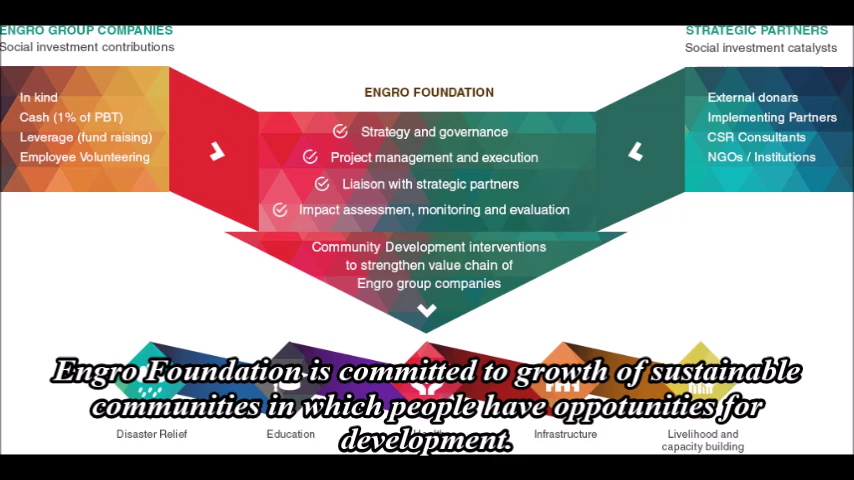 ENGRO GROUP COMPANIES
Social investment contributions
In kind
Cash (1% of PBT)
Leverage (fund raising)
Employee Volunteering
ENGRO FOUNDATION
Strategy and governance
Project management and execution
Liaison with strategic partners
Impact assessmen, monitoring and evaluation
Community Development interventions
to strengthen value chain of
Engro group companies
STRATEGIC PARTNERS
Social investment catalysts
External donars
Implementing Partners
CSR Consultants
NGOs / Institutions
Engro Foundation is committed to growth of sustainable
communities in which people have oppotunities for
development.
Disaster Relief
Education
Infrastructure
Livelihood and
capacity building